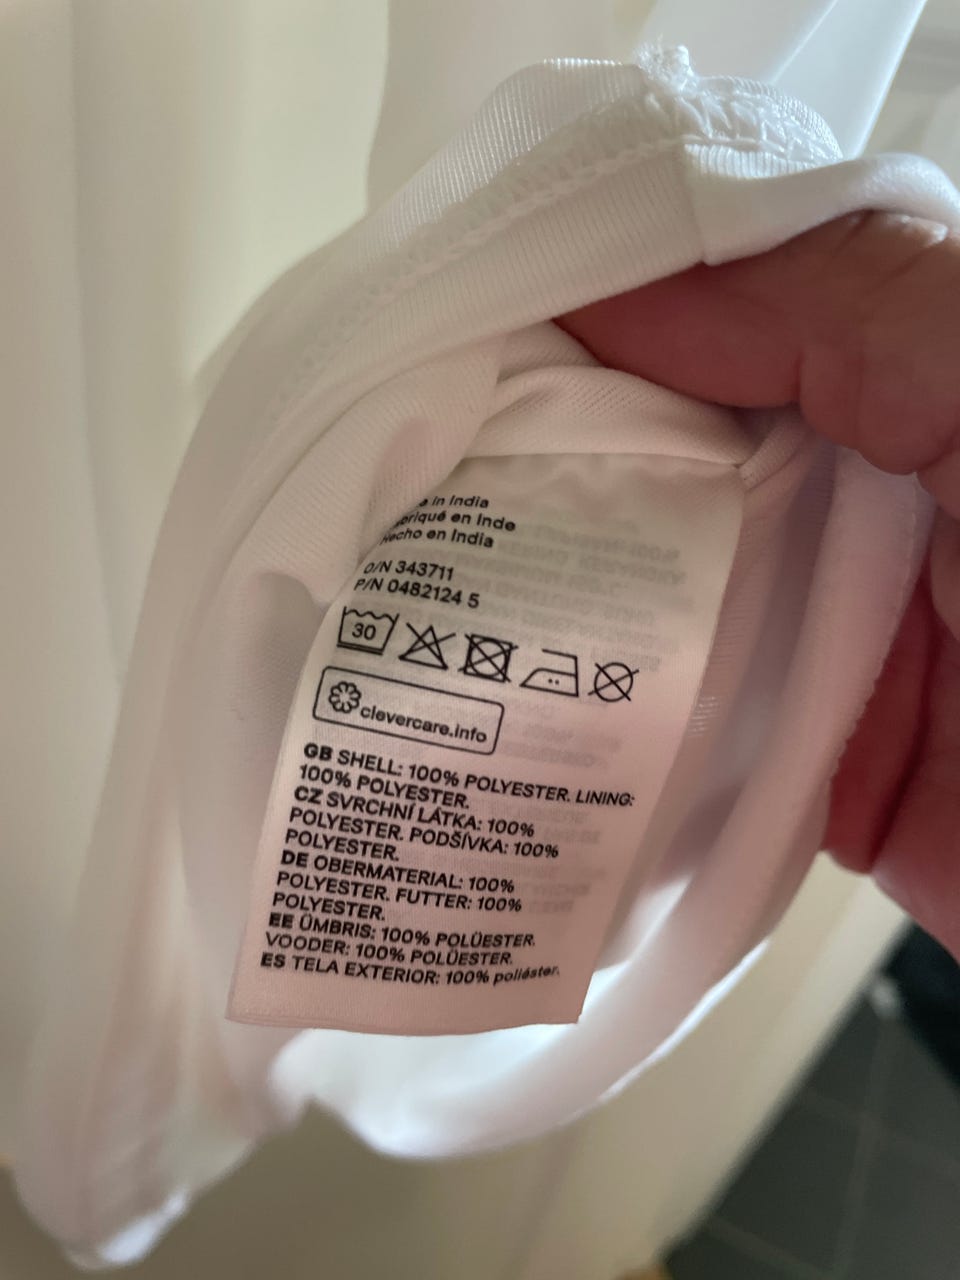 in India
briqué en Inde
Hecho en India
O/N 343711
P/N 0482124 5
30
clevercare.info
GB SHELL: 100% POLYESTER. LINING:
100% POLYESTER.
CZ SVRCHNÍ LÁTKA: 100%
POLYESTER. PODŠÍVKA: 100%
POLYESTER.
DE OBERMATERIAL: 100%
POLYESTER. FUTTER: 100%
POLYESTER.
EE ÜMBRIS: 100% POLÜESTER.
VOODER: 100% POLÜESTER.
ES TELA EXTERIOR: 100% poliéster.